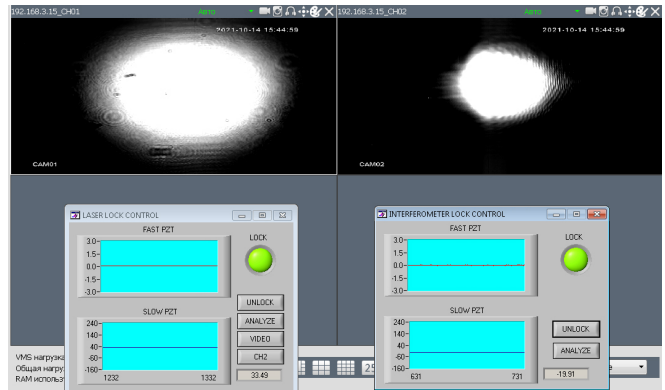 192.168.3.15_CH01
Авто
192.168.3.15_CH02
Авто
2021-10-14 15:44:59
2021-10-14 15:44:59
CAM01
CAM02
LASER LOCK CONTROL
FAST PZT
LOCK
3.0
1.5
0.0
-1.5
-3.0
SLOW PZT
240
140
40
-60
-160
1232
1332
UNLOCK
ANALYZE
VIDEO
CH2
33.49
INTERFEROMETER LOCK CONTROL
FAST PZT
LOCK
3.0
1.5
0.0
-1.5
-3.0
SLOW PZT
240
140
40
-60
-160
631
731
UNLOCK
ANALYZE
-19.91
VMS нагрузка
Общая нагру
RAM использ
25
e